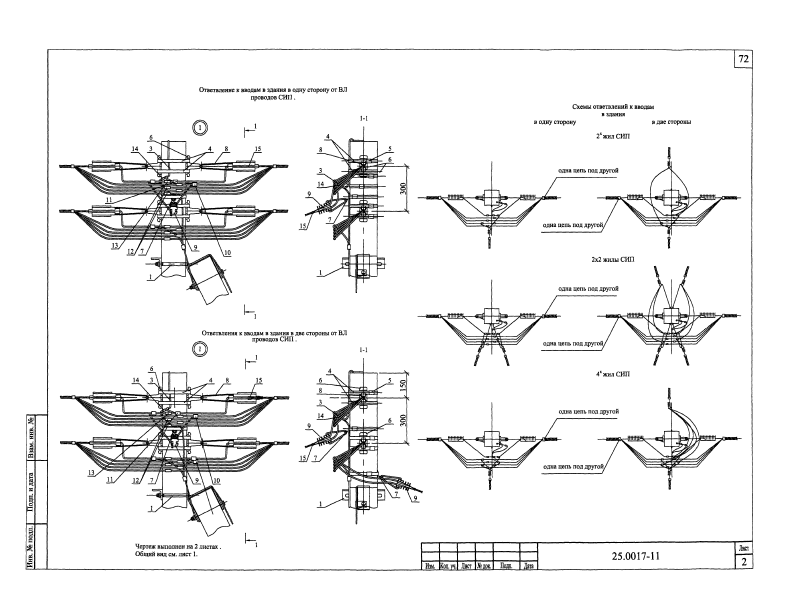 72
Ответвление к вводам в здания в одну сторону от ВЛ
проводов СИП .
1
1
6
14 3 4 8 15
11
13 12 7 9 10
1
1
1-1
4
8 5
6
3
14
9
15
7
300
1
Ответвления к вводам в здания в две стороны от ВЛ
проводов СИП .
1
1
6
14 3 4 8 15
13
11 12 7 9 10
1
1
1-1
4
6 5
8
3
14
9 6
15 7
150
300
7 9
1
Схемы ответвлений к вводам
в здания
в одну сторону в две стороны
2* жил СИП
одна цепь под другой
одна цепь под другой
2х2 жилы СИП
одна цепь под другой
одна цепь под другой
4* жил СИП
одна цепь под другой
одна цепь под другой
Чертеж выполнен на 2 листах .
Общий вид см. лист 1.
Взам. инв. №
Подп. и дата
Инв. № подл.
Изм. Кол. уч. Лист № док. Подп. Дата
25.0017-11
Лист
2